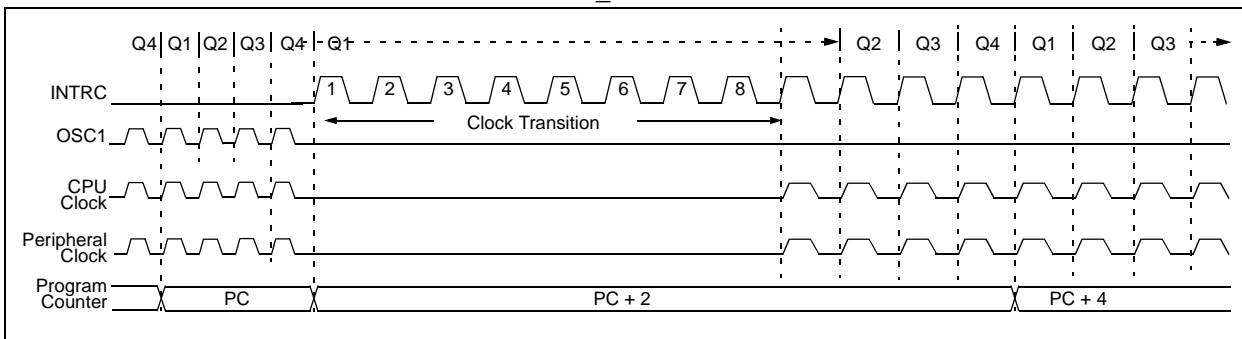 Q4 Q1 Q2 Q3 Q4 Q1 Q2 Q3 Q4 Q1 Q2 Q3
INTRC 1 2 3 4 5 6 7 8
Clock Transition
OSC1
CPU
Clock
Peripheral
Clock
Program
Counter
PC PC + 2 PC + 4